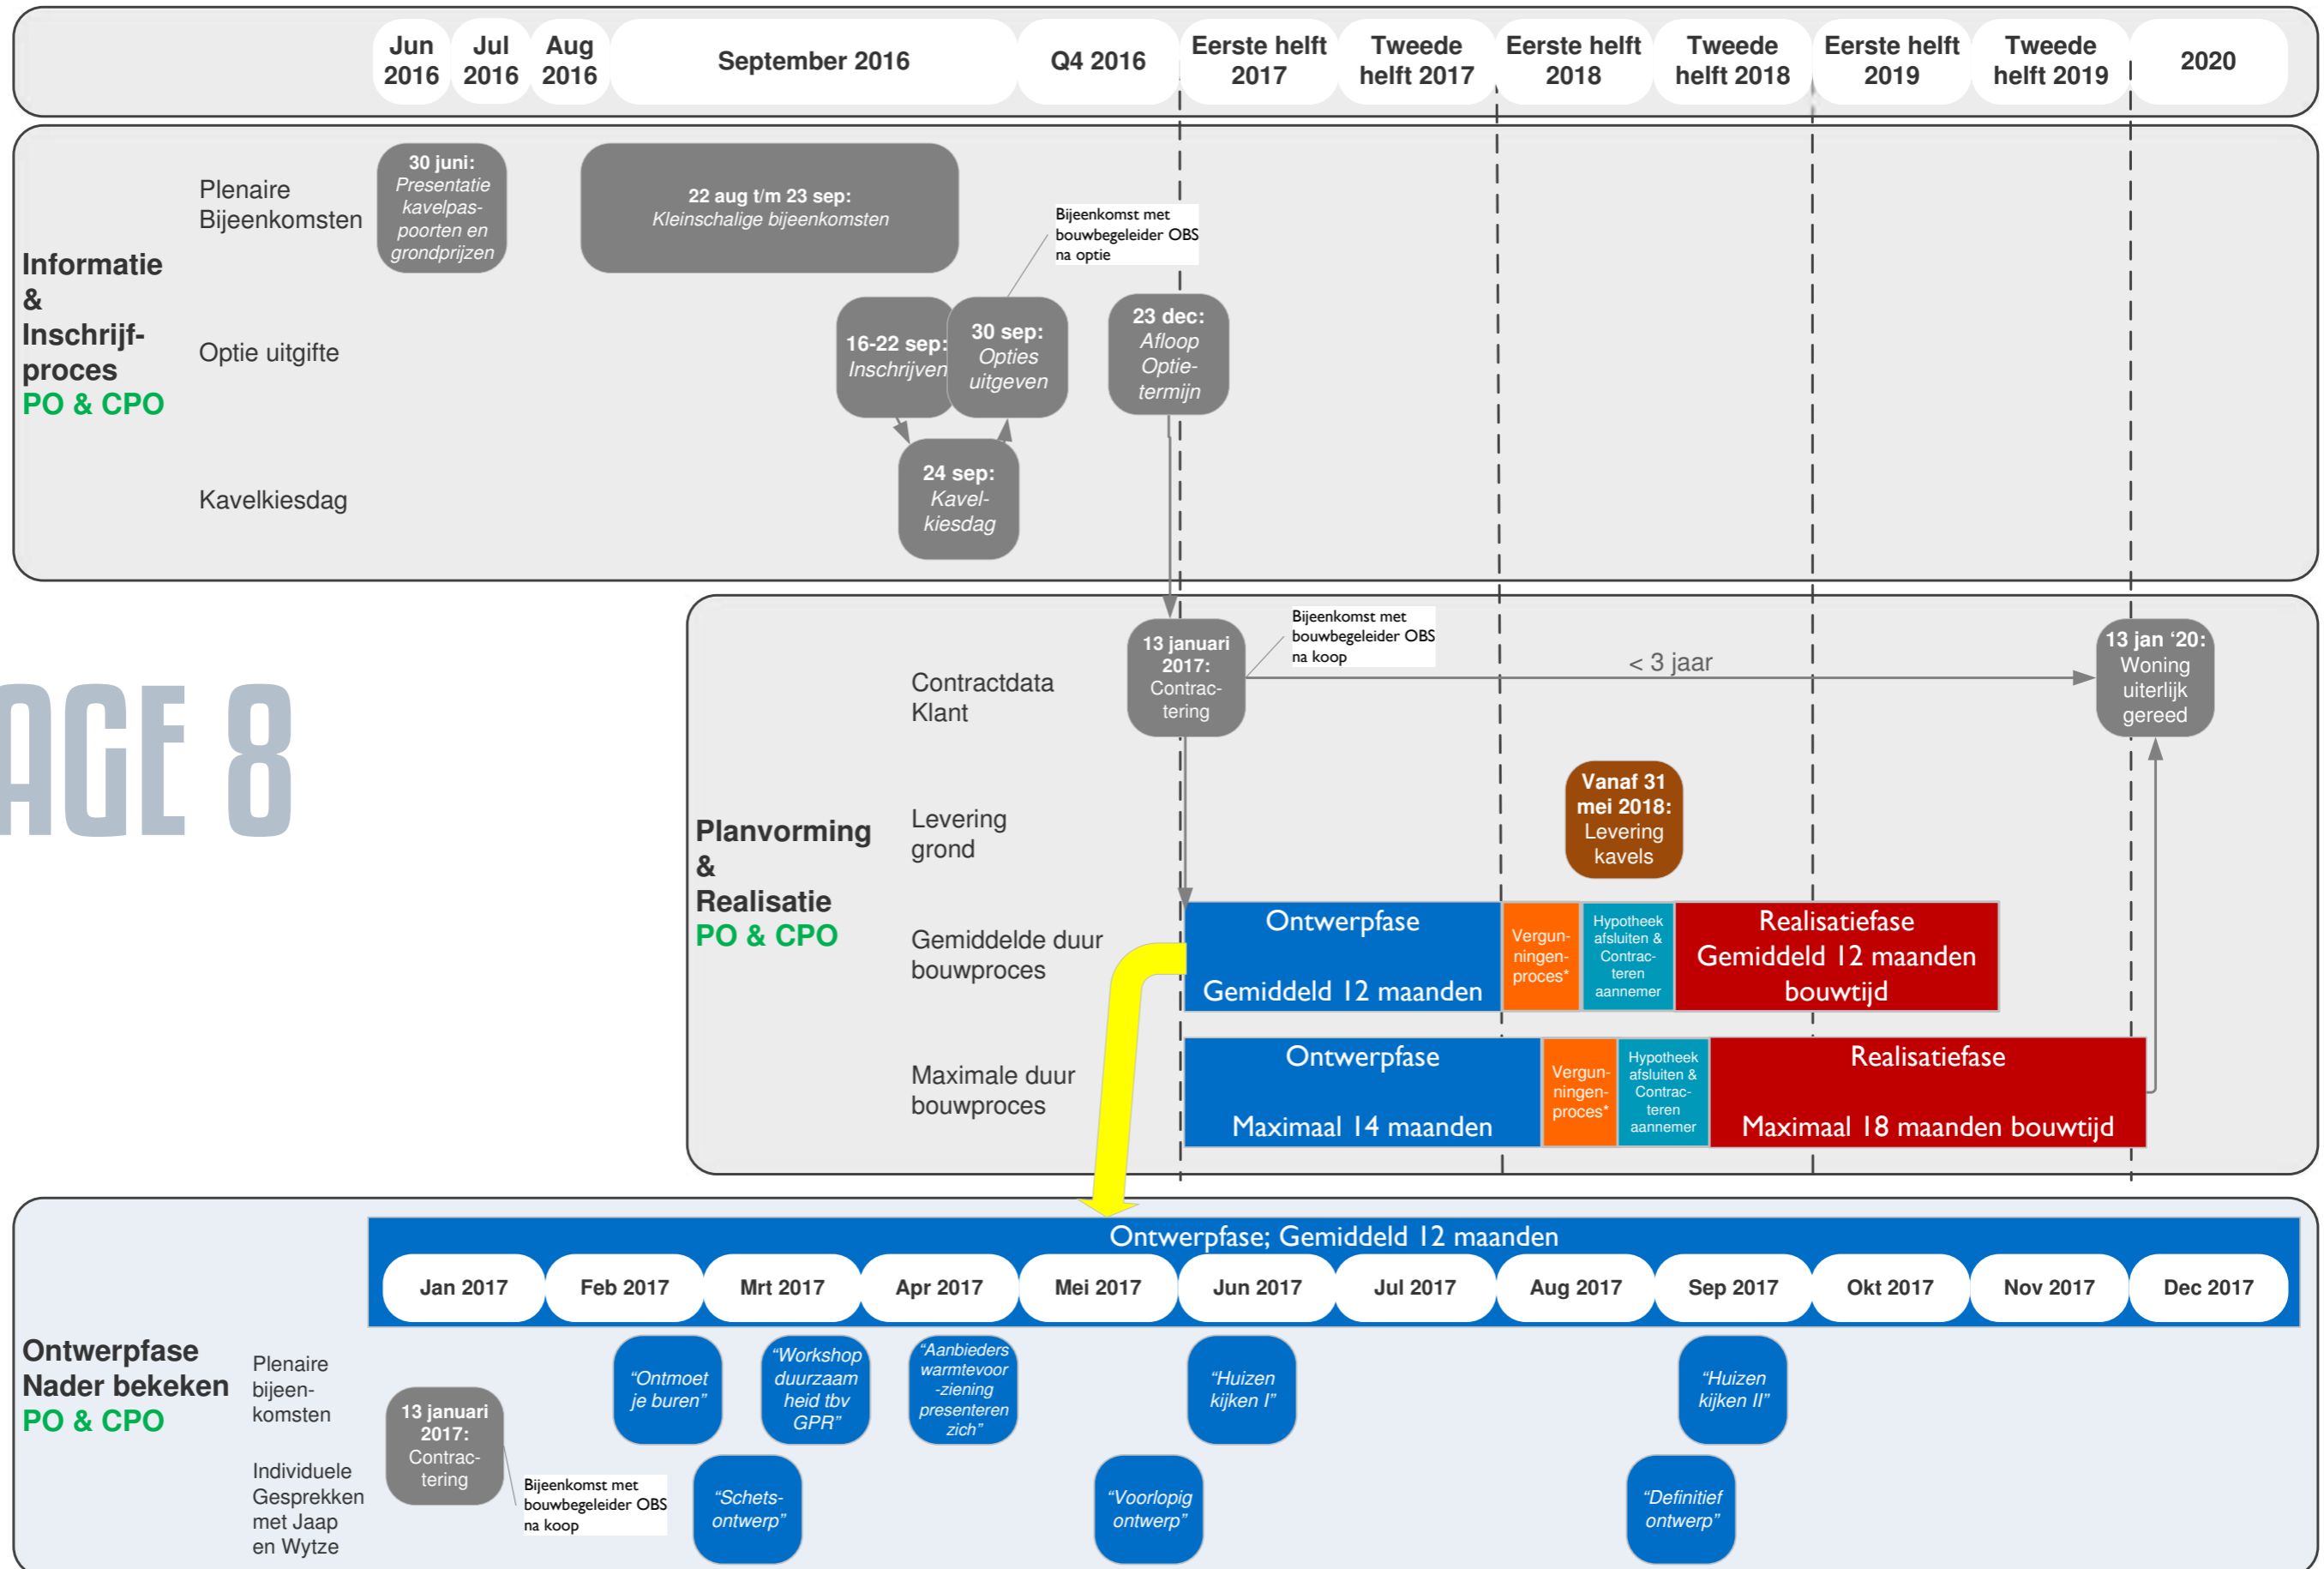 Jun
2016
Jul
2016
Aug
2016
September 2016
Q4 2016
Eerste helft
2017
Tweede
helft 2017
Eerste helft
2018
Tweede
helft 2018
Eerste helft
2019
Tweede
helft 2019
2020
Informatie
&
Inschrijf-
proces
PO & CPO
Plenaire
Bijeenkomsten
30 juni:
Presentatie
kavelpas-
poorten en
grondprijzen
22 aug t/m 23 sep:
Kleinschalige bijeenkomsten
Bijeenkomst met
bouwbegeleider OBS
na optie
Optie uitgifte
16-22 sep:
Inschrijven
30 sep:
Opties
uitgeven
23 dec:
Afloop
Optie-
termijn
Kavelkiesdag
24 sep:
Kavel-
kiesdag
AGE 8
Planvorming
&
Realisatie
PO & CPO
Contractdata
Klant
13 januari
2017:
Contrac-
tering
Bijeenkomst met
bouwbegeleider OBS
na koop
< 3 jaar
13 jan ‘20:
Woning
uiterlijk
gereed
Levering
grond
Vanaf 31
mei 2018:
Levering
kavels
Gemiddelde duur
bouwproces
Ontwerpfase
Gemiddeld 12 maanden
Vergun-
ningen-
proces*
Hypotheek
afsluiten &
Contrac-
teren
aannemer
Realisatiefase
Gemiddeld 12 maanden
bouwtijd
Maximale duur
bouwproces
Ontwerpfase
Maximaal 14 maanden
Vergun-
ningen-
proces*
Hypotheek
afsluiten &
Contrac-
teren
aannemer
Realisatiefase
Maximaal 18 maanden bouwtijd
Ontwerpfase; Gemiddeld 12 maanden
Jan 2017
Feb 2017
Mrt 2017
Apr 2017
Mei 2017
Jun 2017
Jul 2017
Aug 2017
Sep 2017
Okt 2017
Nov 2017
Dec 2017
Ontwerpfase
Nader bekeken
PO & CPO
Plenaire
bijeen-
komsten
13 januari
2017:
Contrac-
tering
Bijeenkomst met
bouwbegeleider OBS
na koop
“Ontmoet
je buren”
“Workshop
duurzaam
heid tbv
GPR”
“Aanbieders
warmtevoor
-ziening
presenteren
zich”
“Huizen
kijken I”
“Huizen
kijken II”
Individuele
Gesprekken
met Jaap
en Wytze
“Schets-
ontwerp”
“Voorlopig
ontwerp”
“Definitief
ontwerp”